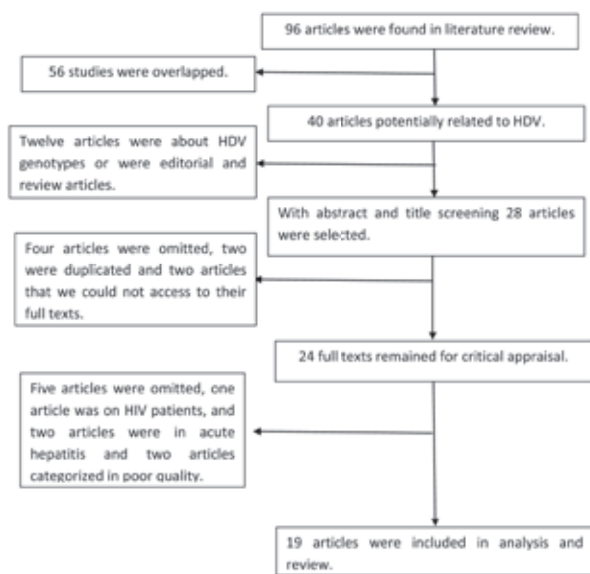 96 articles were found in literature review.
56 studies were overlapped.
40 articles potentially related to HDV.
Twelve articles were about HDV
genotypes or were editorial and
review articles.
With abstract and title screening 28 articles
were selected.
Four articles were omitted, two
were duplicated and two articles
that we could not access to their
full texts.
24 full texts remained for critical appraisal.
Five articles were omitted, one
article was on HIV patients, and
two articles were in acute
hepatitis and two articles
categorized in poor quality.
19 articles were included in analysis and
review.